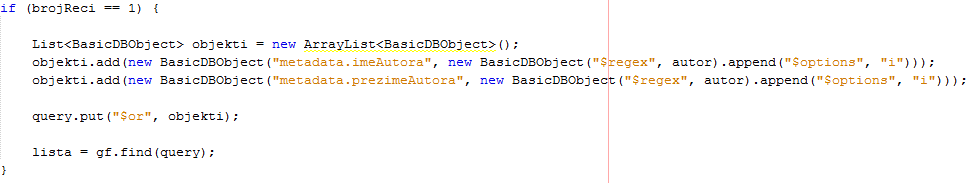 if (brojReci == 1) {
List<BasicDBObject> objekti = new ArrayList<BasicDBObject>();
objekti.add(new BasicDBObject("metadata.imeAutora", new BasicDBObject("$regex", autor).append("$options", "i")));
objekti.add(new BasicDBObject("metadata.prezimeAutora", new BasicDBObject("$regex", autor).append("$options", "i")));
query.put("$or", objekti);
lista = gf.find(query);
}